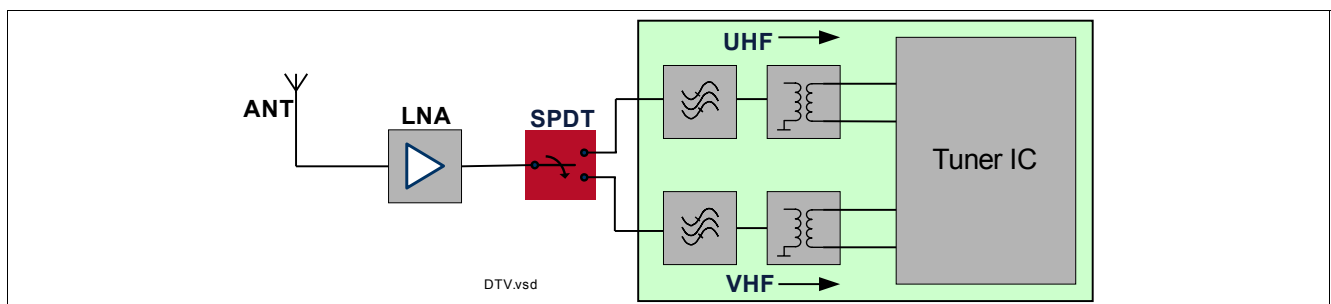 UHF
ANT
LNA
SPDT
Tuner IC
DTV.vsd
VHF